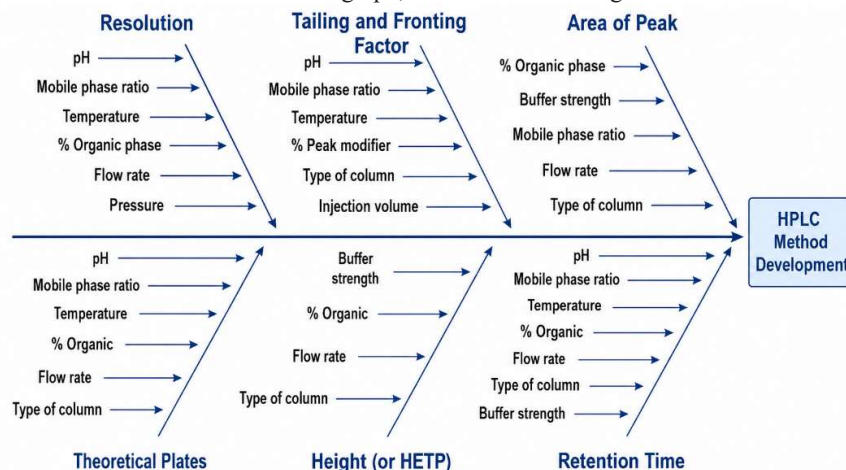 Resolution
pH
Mobile phase ratio
Temperature
% Organic phase
Flow rate
Pressure
Tailing and Fronting
Factor
pH
Mobile phase ratio
Temperature
% Peak modifier
Type of column
Injection volume
Area of Peak
% Organic phase
Buffer strength
Mobile phase ratio
Flow rate
Type of column
HPLC
Method
Development
pH
Mobile phase ratio
Temperature
% Organic
Flow rate
Type of column
Theoretical Plates
Buffer
strength
% Organic
Flow rate
Type of column
Height (or HETP)
pH
Mobile phase ratio
Temperature
% Organic
Flow rate
Type of column
Buffer strength
Retention Time